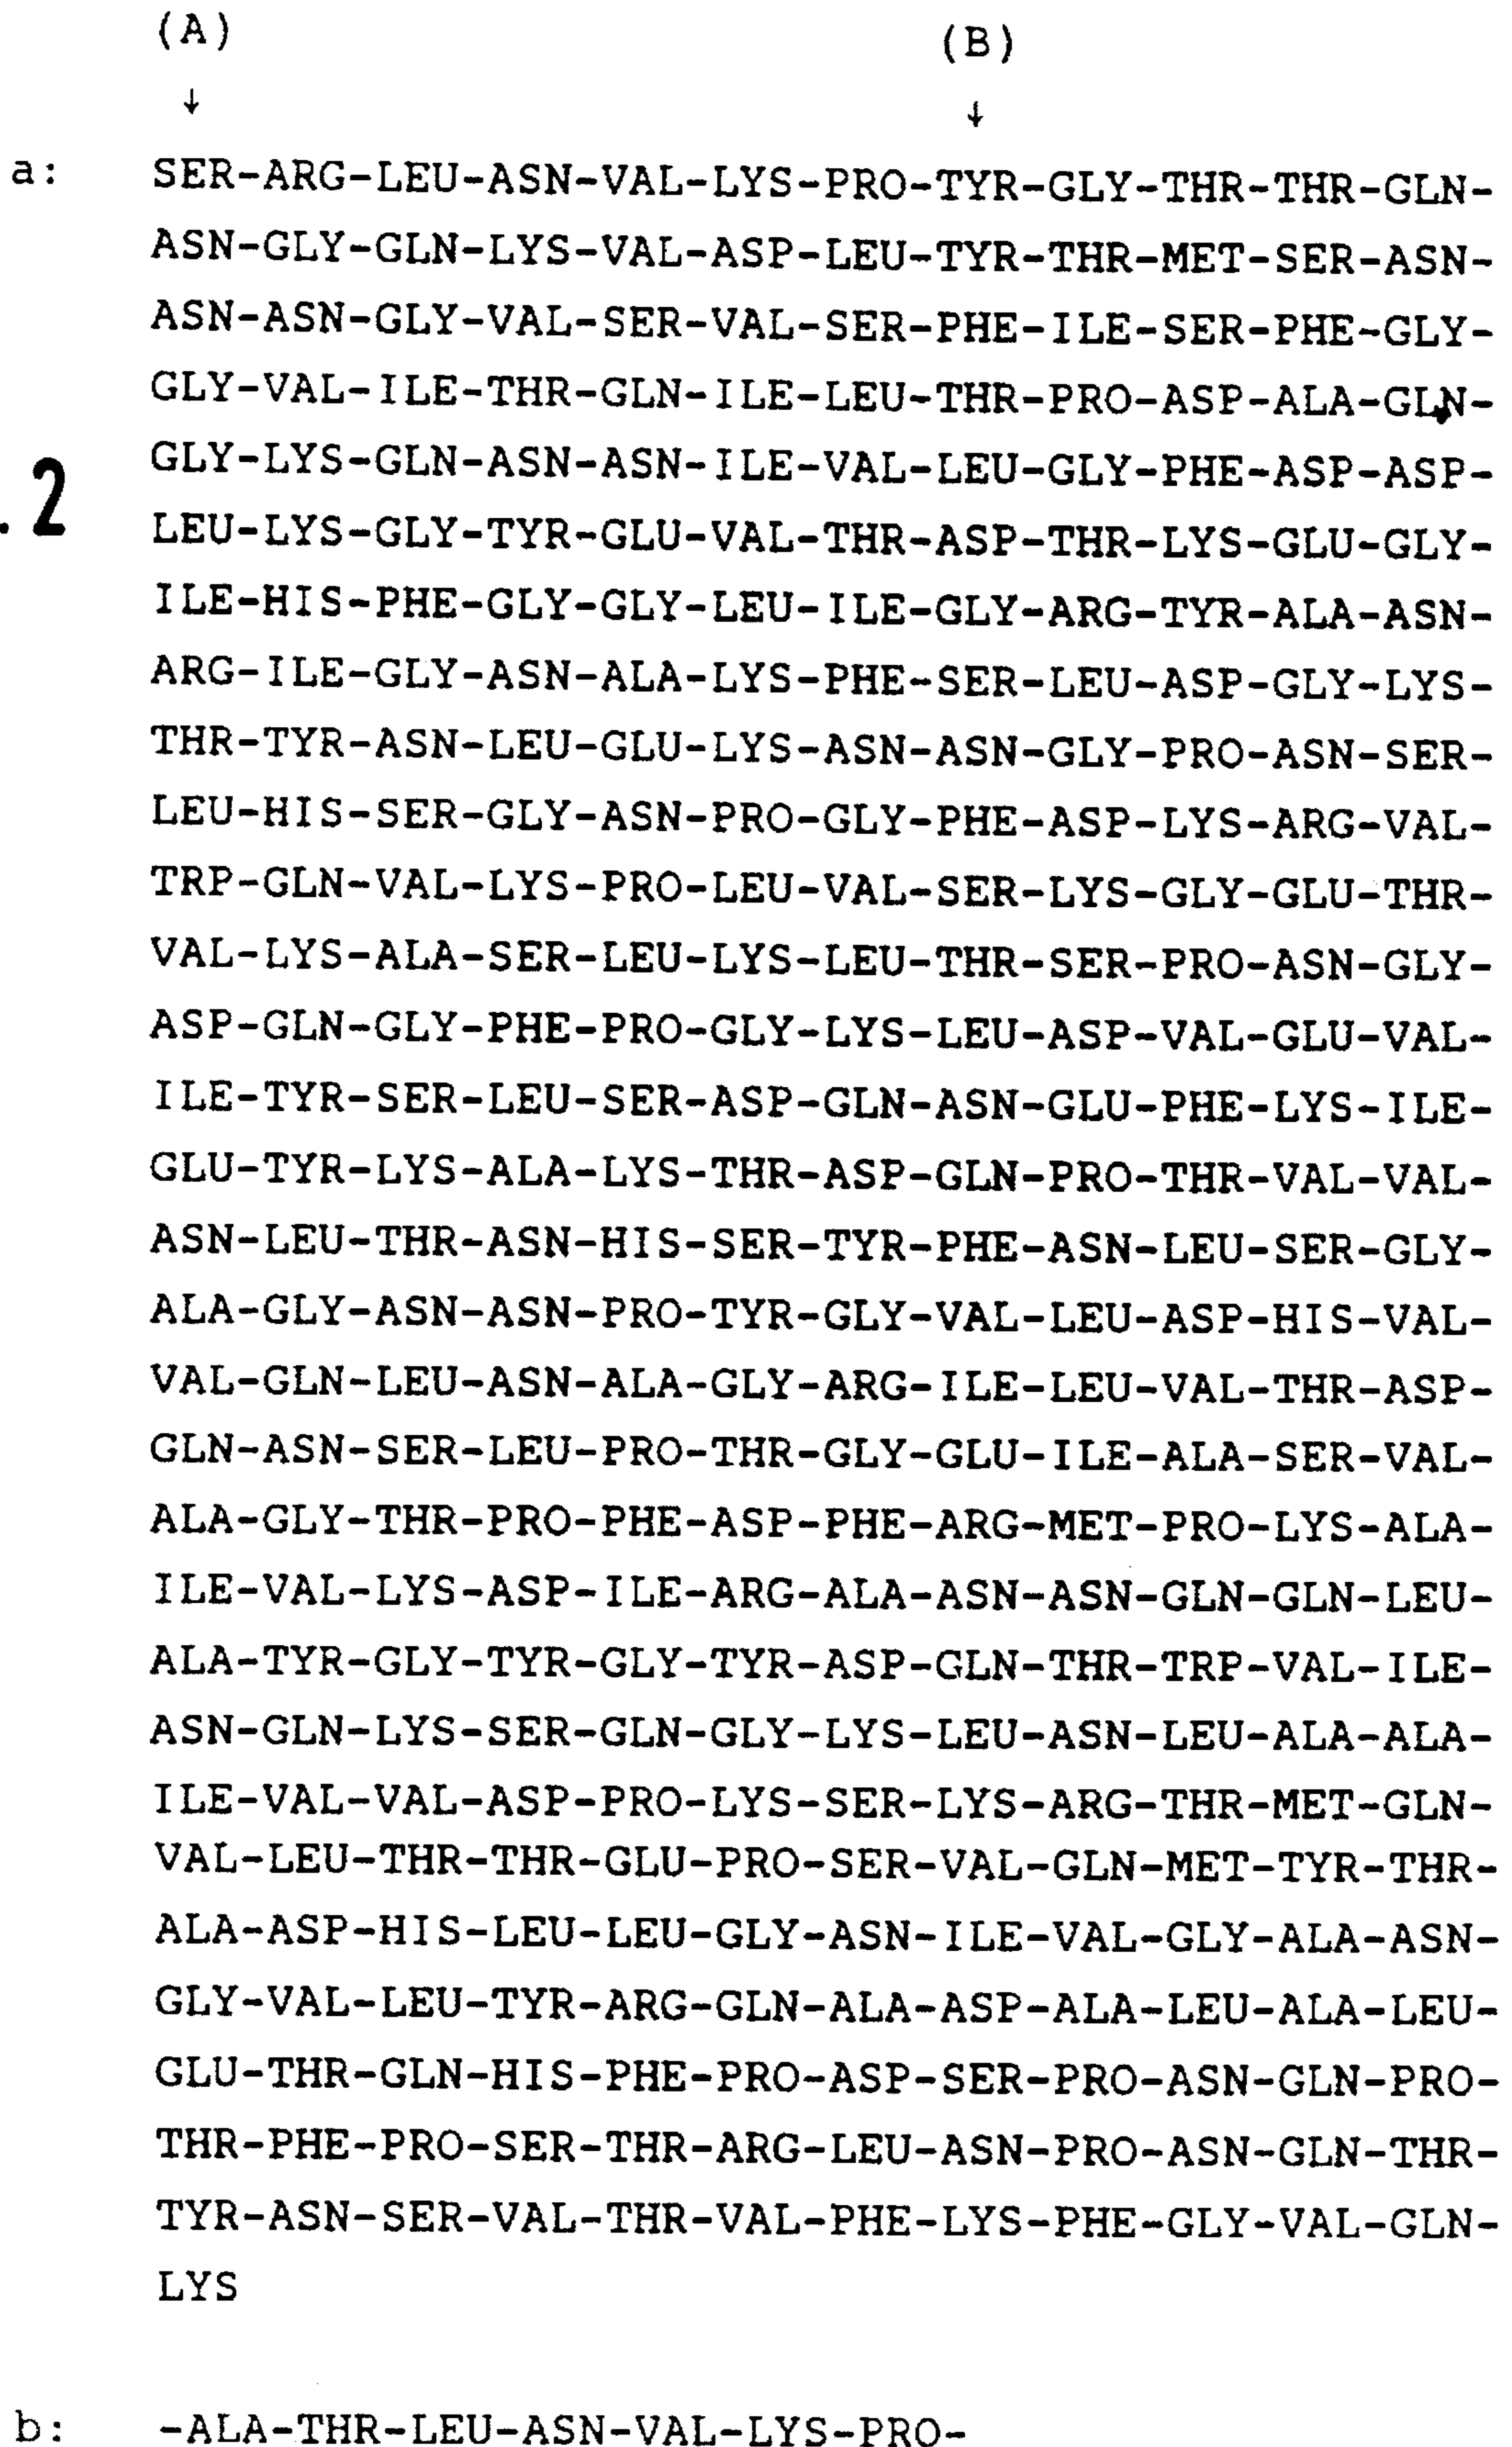 (A) (B)
↓ ↓
a: SER-ARG-LEU-ASN-VAL-LYS-PRO-TYR-GLY-THR-THR-GLN-
ASN-GLY-GLN-LYS-VAL-ASP-LEU-TYR-THR-MET-SER-ASN-
ASN-ASN-GLY-VAL-SER-VAL-SER-PHE-ILE-SER-PHE-GLY-
GLY-VAL-ILE-THR-GLN-ILE-LEU-THR-PRO-ASP-ALA-GLN-
GLY-LYS-GLN-ASN-ASN-ILE-VAL-LEU-GLY-PHE-ASP-ASP-
. 2
LEU-LYS-GLY-TYR-GLU-VAL-THR-ASP-THR-LYS-GLU-GLY-
ILE-HIS-PHE-GLY-GLY-LEU-ILE-GLY-ARG-TYR-ALA-ASN-
ARG-ILE-GLY-ASN-ALA-LYS-PHE-SER-LEU-ASP-GLY-LYS-
THR-TYR-ASN-LEU-GLU-LYS-ASN-ASN-GLY-PRO-ASN-SER-
LEU-HIS-SER-GLY-ASN-PRO-GLY-PHE-ASP-LYS-ARG-VAL-
TRP-GLN-VAL-LYS-PRO-LEU-VAL-SER-LYS-GLY-GLU-THR-
VAL-LYS-ALA-SER-LEU-LYS-LEU-THR-SER-PRO-ASN-GLY-
ASP-GLN-GLY-PHE-PRO-GLY-LYS-LEU-ASP-VAL-GLU-VAL-
ILE-TYR-SER-LEU-SER-ASP-GLN-ASN-GLU-PHE-LYS-ILE-
GLU-TYR-LYS-ALA-LYS-THR-ASP-GLN-PRO-THR-VAL-VAL-
ASN-LEU-THR-ASN-HIS-SER-TYR-PHE-ASN-LEU-SER-GLY-
ALA-GLY-ASN-ASN-PRO-TYR-GLY-VAL-LEU-ASP-HIS-VAL-
VAL-GLN-LEU-ASN-ALA-GLY-ARG-ILE-LEU-VAL-THR-ASP-
GLN-ASN-SER-LEU-PRO-THR-GLY-GLU-ILE-ALA-SER-VAL-
ALA-GLY-THR-PRO-PHE-ASP-PHE-ARG-MET-PRO-LYS-ALA-
ILE-VAL-LYS-ASP-ILE-ARG-ALA-ASN-ASN-GLN-GLN-LEU-
ALA-TYR-GLY-TYR-GLY-TYR-ASP-GLN-THR-TRP-VAL-ILE-
ASN-GLN-LYS-SER-GLN-GLY-LYS-LEU-ASN-LEU-ALA-ALA-
ILE-VAL-VAL-ASP-PRO-LYS-SER-LYS-ARG-THR-MET-GLN-
VAL-LEU-THR-THR-GLU-PRO-SER-VAL-GLN-MET-TYR-THR-
ALA-ASP-HIS-LEU-LEU-GLY-ASN-ILE-VAL-GLY-ALA-ASN-
GLY-VAL-LEU-TYR-ARG-GLN-ALA-ASP-ALA-LEU-ALA-LEU-
GLU-THR-GLN-HIS-PHE-PRO-ASP-SER-PRO-ASN-GLN-PRO-
THR-PHE-PRO-SER-THR-ARG-LEU-ASN-PRO-ASN-GLN-THR-
TYR-ASN-SER-VAL-THR-VAL-PHE-LYS-PHE-GLY-VAL-GLN-
LYS
b: -ALA-THR-LEU-ASN-VAL-LYS-PRO-